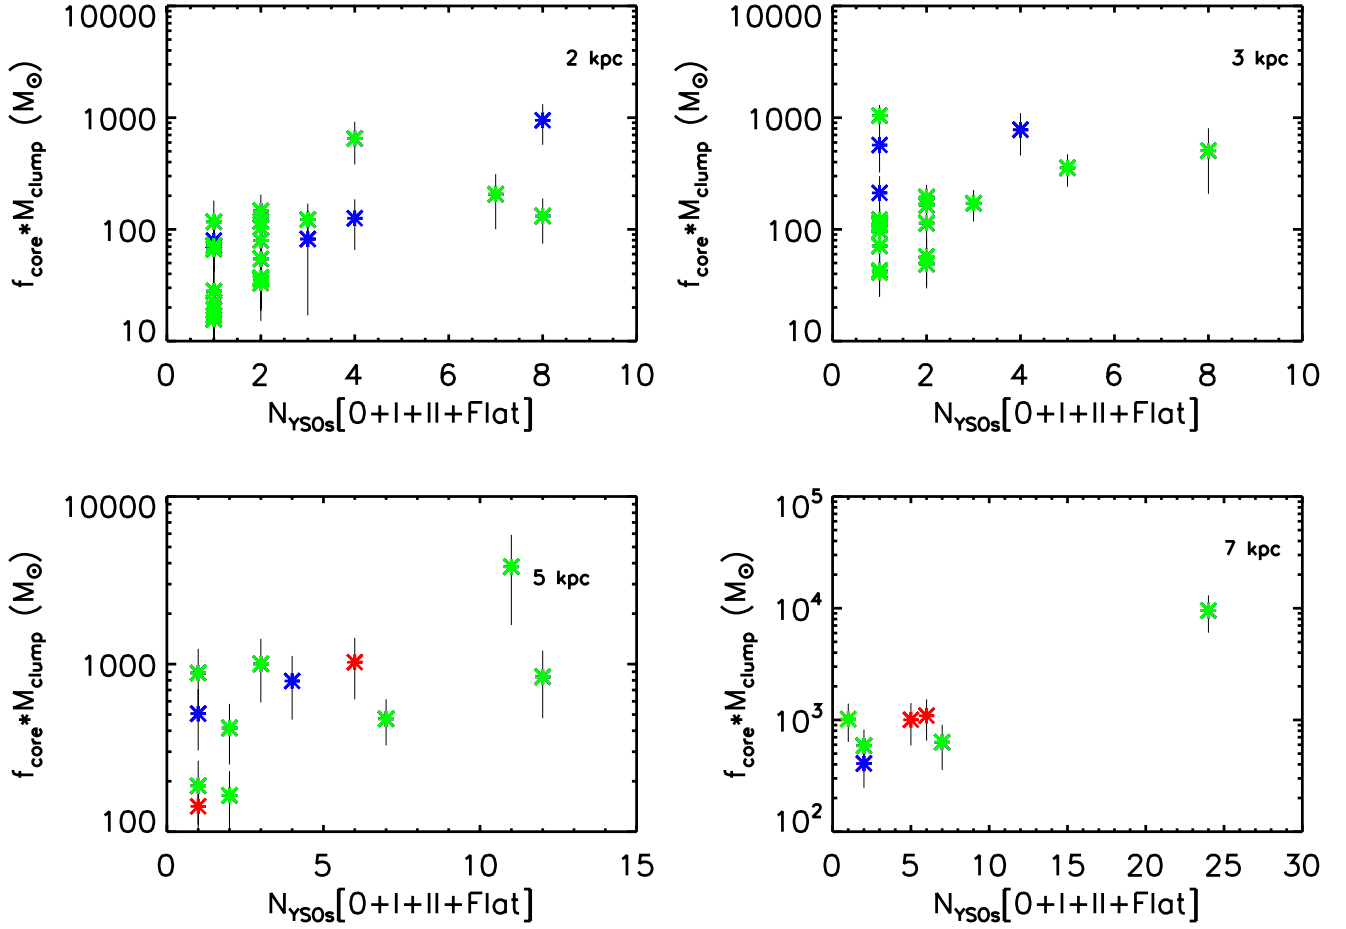 10000
1000
100
10
0 2 4 6 8 10
f_core*M_clump (M⊙)
N_YSOs[0+I+II+Flat]
2 kpc
10000
1000
100
10
0 2 4 6 8 10
f_core*M_clump (M⊙)
N_YSOs[0+I+II+Flat]
3 kpc
10000
1000
100
0 5 10 15
f_core*M_clump (M⊙)
N_YSOs[0+I+II+Flat]
5 kpc
10^5
10^4
10^3
10^2
0 5 10 15 20 25 30
f_core*M_clump (M⊙)
N_YSOs[0+I+II+Flat]
7 kpc